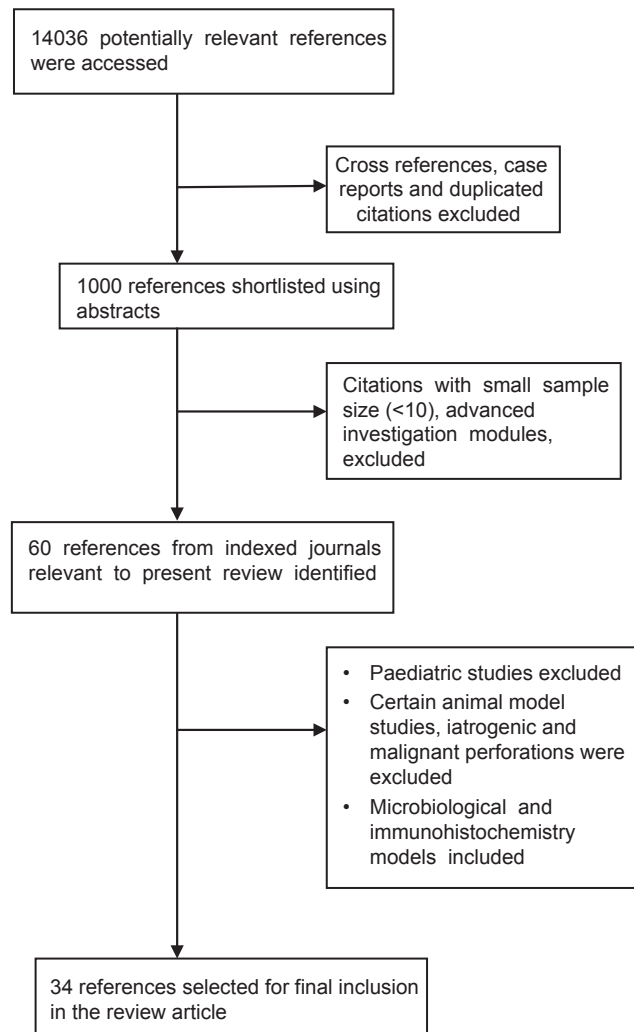 14036 potentially relevant references
were accessed
Cross references, case
reports and duplicated
citations excluded
1000 references shortlisted using
abstracts
Citations with small sample
size (<10), advanced
investigation modules,
excluded
60 references from indexed journals
relevant to present review identified
• Paediatric studies excluded
• Certain animal model
studies, iatrogenic and
malignant perforations were
excluded
• Microbiological and
immunohistochemistry
models included
34 references selected for final inclusion
in the review article